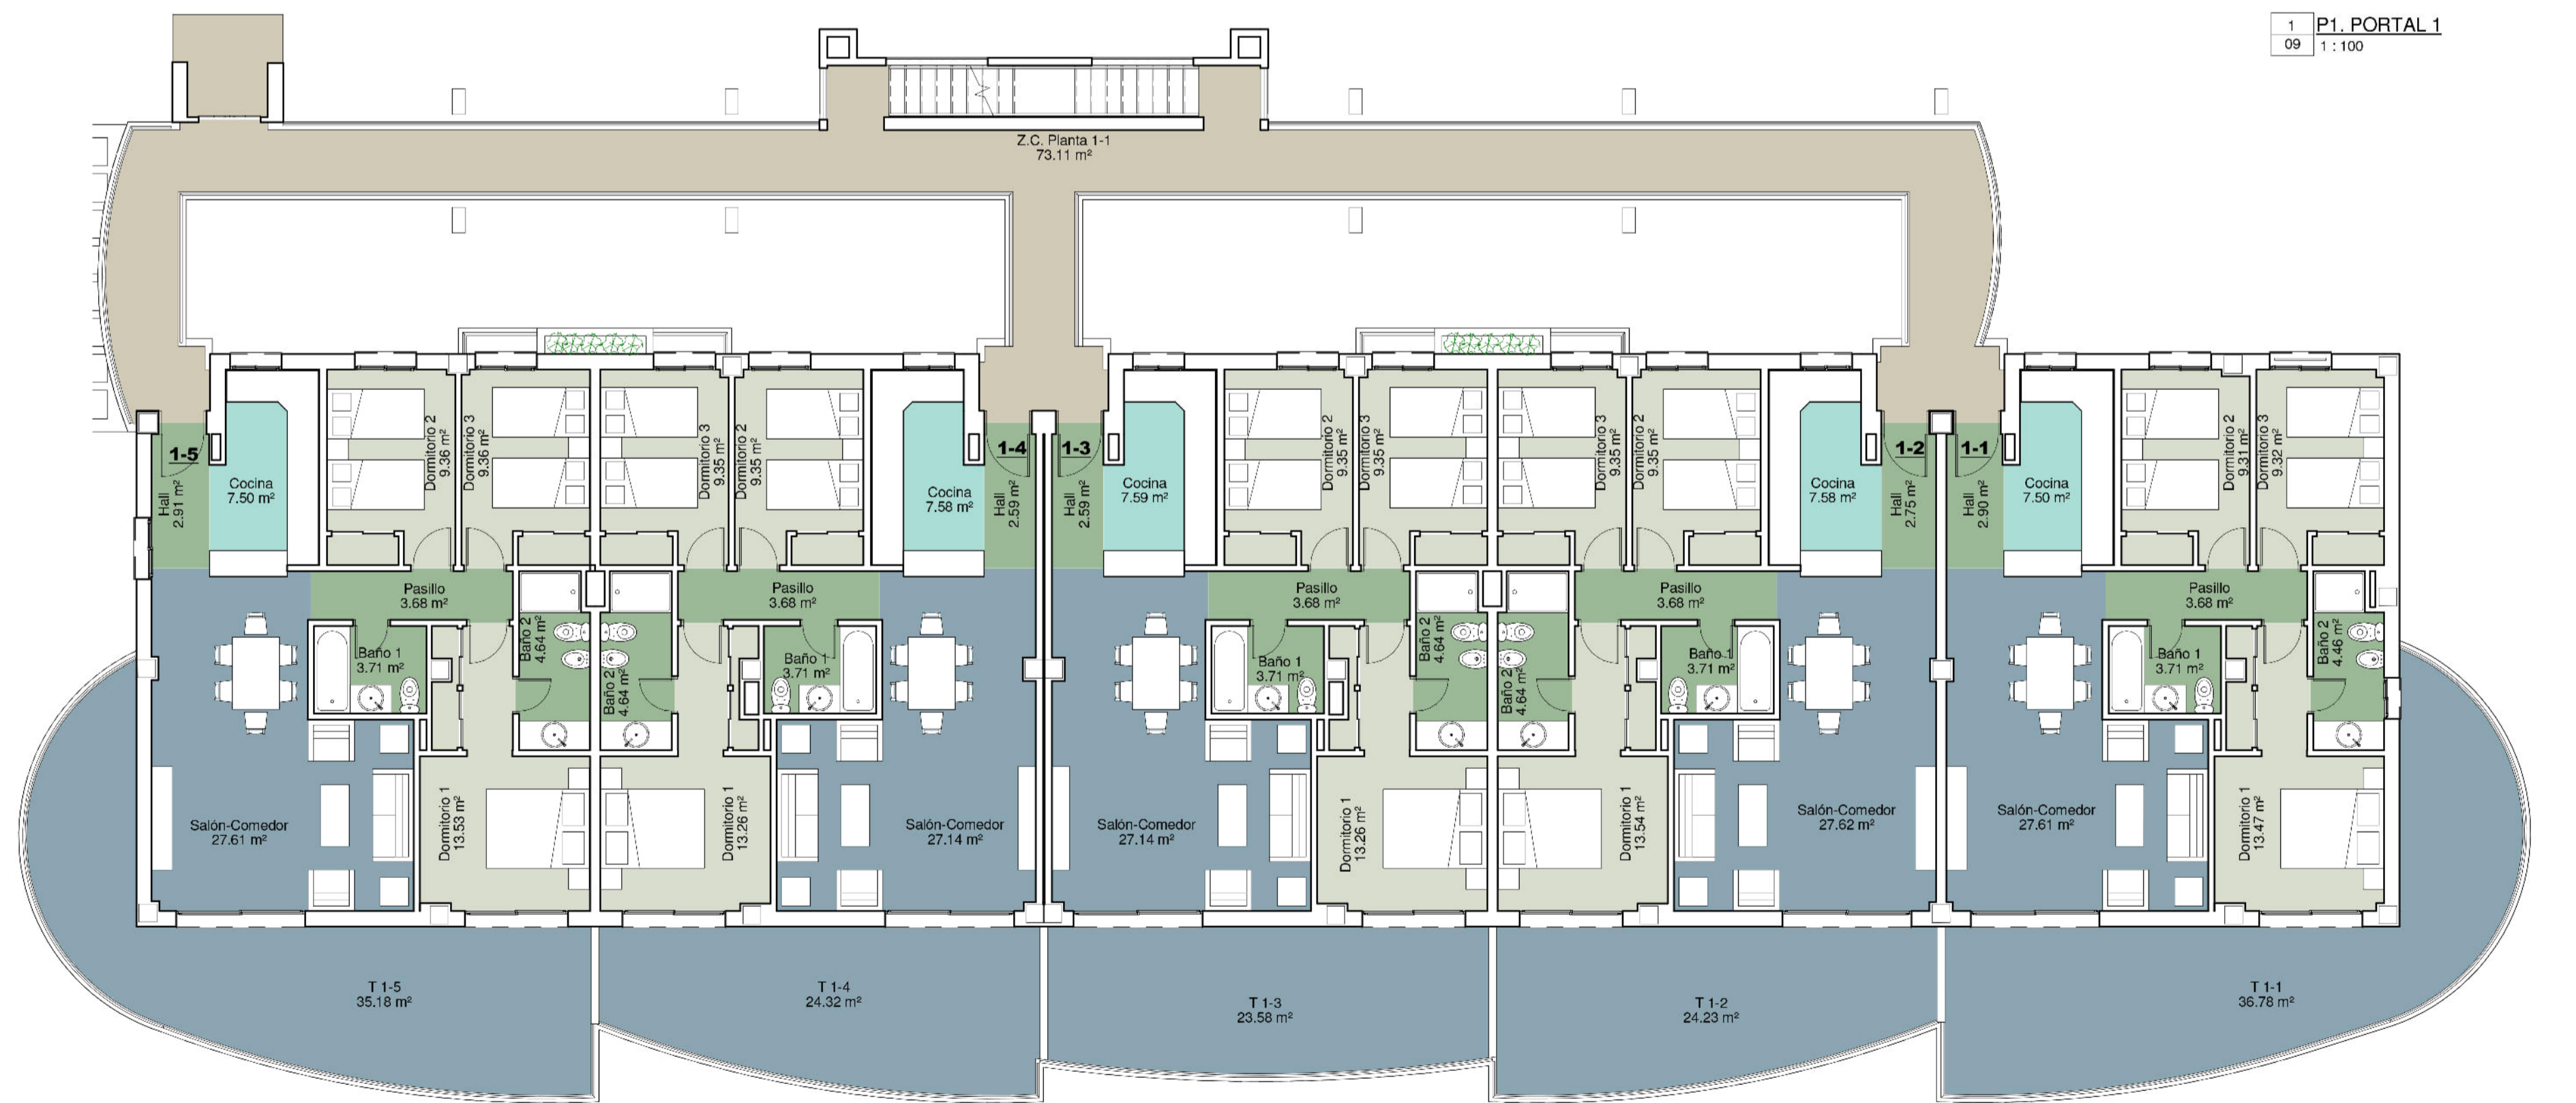 1
09
P1. PORTAL 1
1 : 100
Z.C. Planta 1-1
73.11 m²
1-5
Hall
2.91 m²
Cocina
7.50 m²
Dormitorio 2
9.36 m²
Dormitorio 3
9.36 m²
Pasillo
3.68 m²
Baño 1
3.71 m²
Baño 2
4.64 m²
Salón-Comedor
27.61 m²
Dormitorio 1
13.53 m²
T 1-5
35.18 m²
Dormitorio 3
9.35 m²
Dormitorio 2
9.35 m²
Cocina
7.58 m²
1-4
Hall
2.59 m²
Pasillo
3.68 m²
Baño 2
4.64 m²
Baño 1
3.71 m²
Dormitorio 1
13.26 m²
Salón-Comedor
27.14 m²
T 1-4
24.32 m²
1-3
Hall
2.59 m²
Cocina
7.59 m²
Dormitorio 2
9.35 m²
Dormitorio 3
9.35 m²
Pasillo
3.68 m²
Baño 1
3.71 m²
Baño 2
4.64 m²
Salón-Comedor
27.14 m²
Dormitorio 1
13.26 m²
T 1-3
23.58 m²
Dormitorio 3
9.35 m²
Dormitorio 2
9.35 m²
Cocina
7.58 m²
1-2
Hall
2.75 m²
Pasillo
3.68 m²
Baño 2
4.64 m²
Baño 1
3.71 m²
Dormitorio 1
13.54 m²
Salón-Comedor
27.62 m²
T 1-2
24.23 m²
1-1
Hall
2.90 m²
Cocina
7.50 m²
Dormitorio 2
9.31 m²
Dormitorio 3
9.32 m²
Pasillo
3.68 m²
Baño 1
3.71 m²
Baño 2
4.46 m²
Salón-Comedor
27.61 m²
Dormitorio 1
13.47 m²
T 1-1
36.78 m²